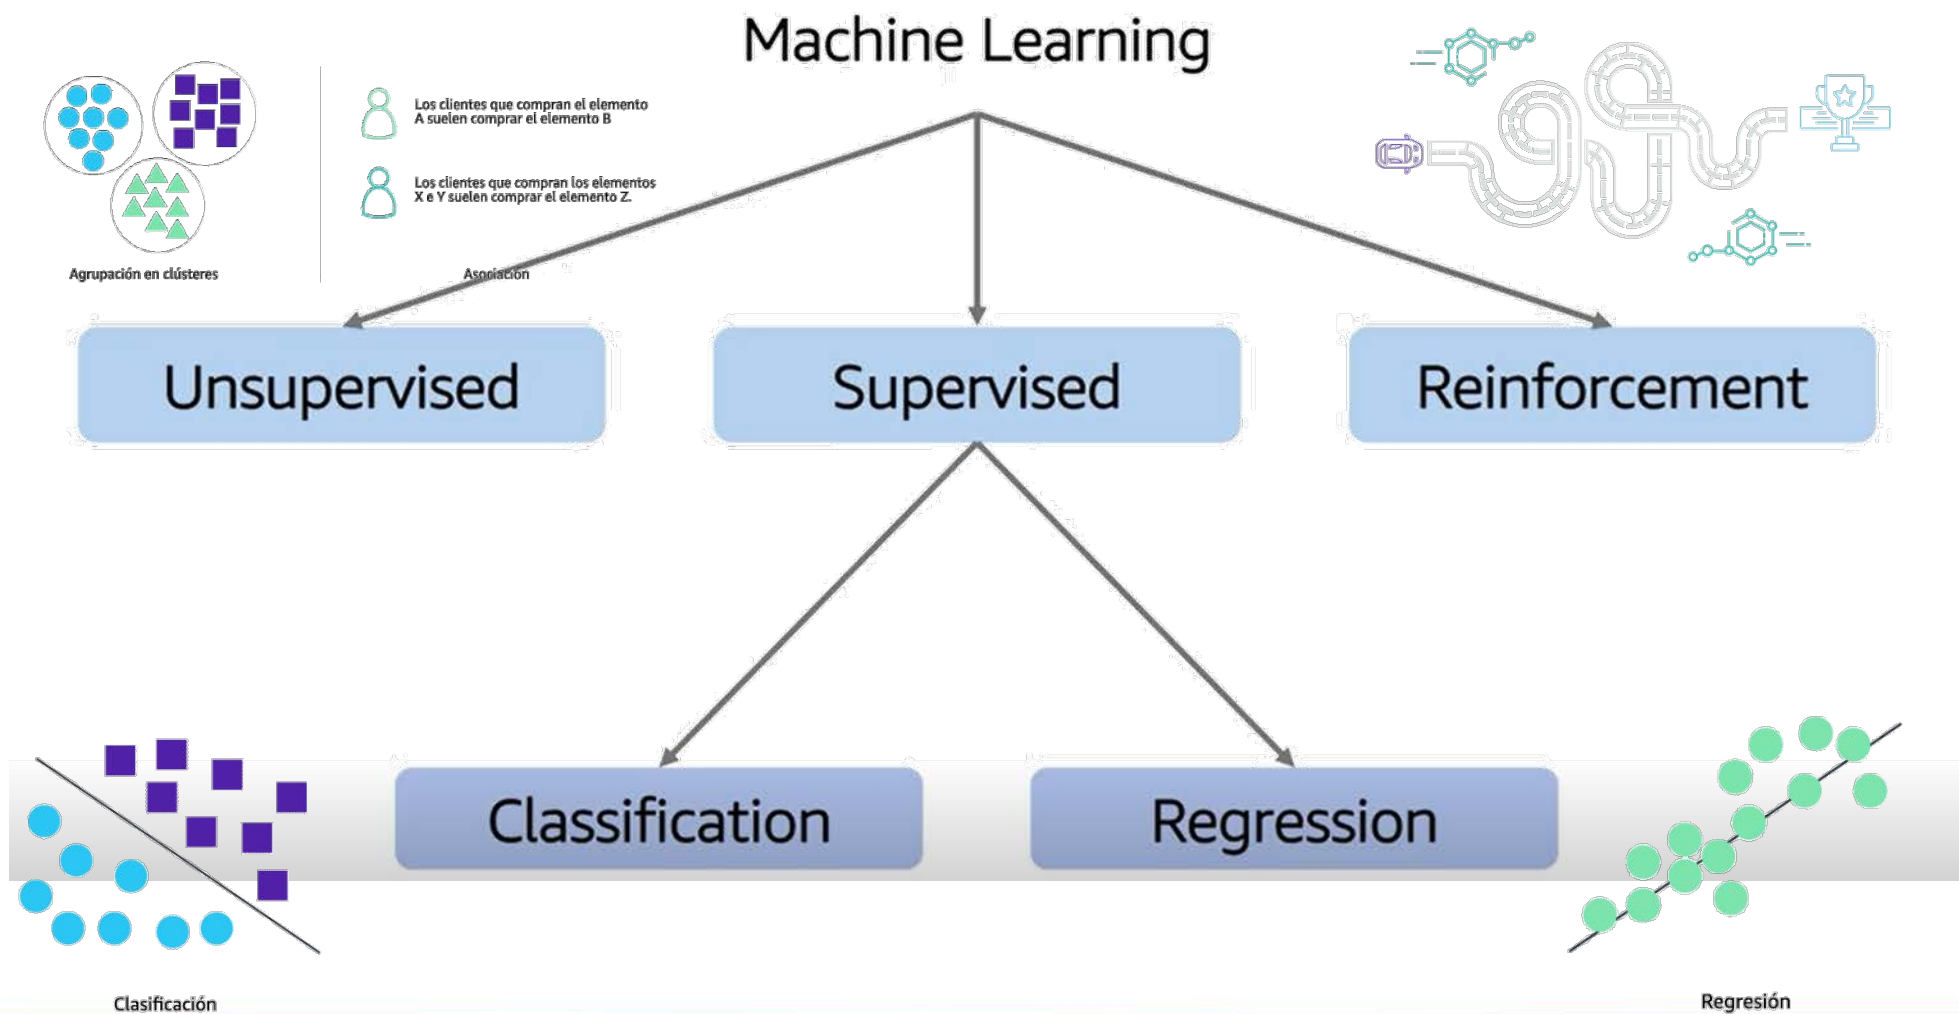 Machine Learning
Los clientes que compran el elemento
A suelen comprar el elemento B
Los clientes que compran los elementos
X e Y suelen comprar el elemento Z.
Agrupación en clústeres
Asociación
Unsupervised
Supervised
Reinforcement
Classification
Regression
Clasificación
Regresión